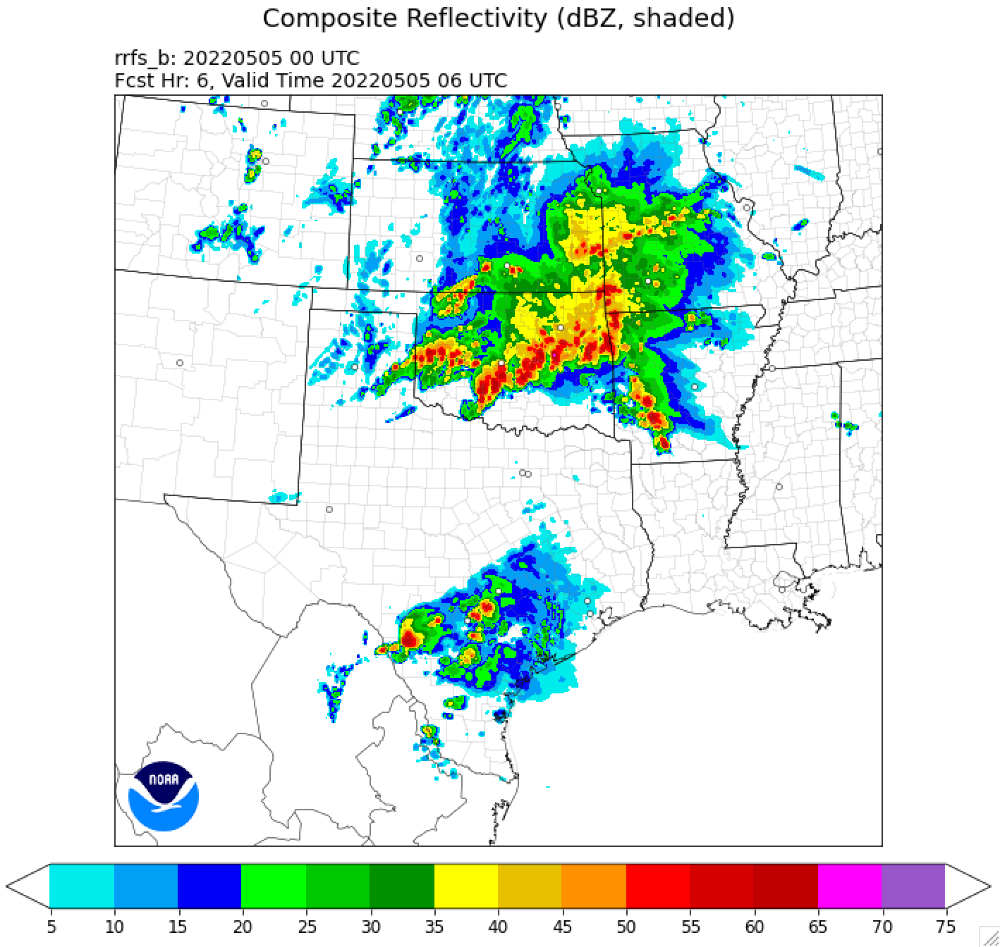 Composite Reflectivity (dBZ, shaded)
rrfs_b: 20220505 00 UTC
Fcst Hr: 6, Valid Time 20220505 06 UTC
NOAA
5 10 15 20 25 30 35 40 45 50 55 60 65 70 75